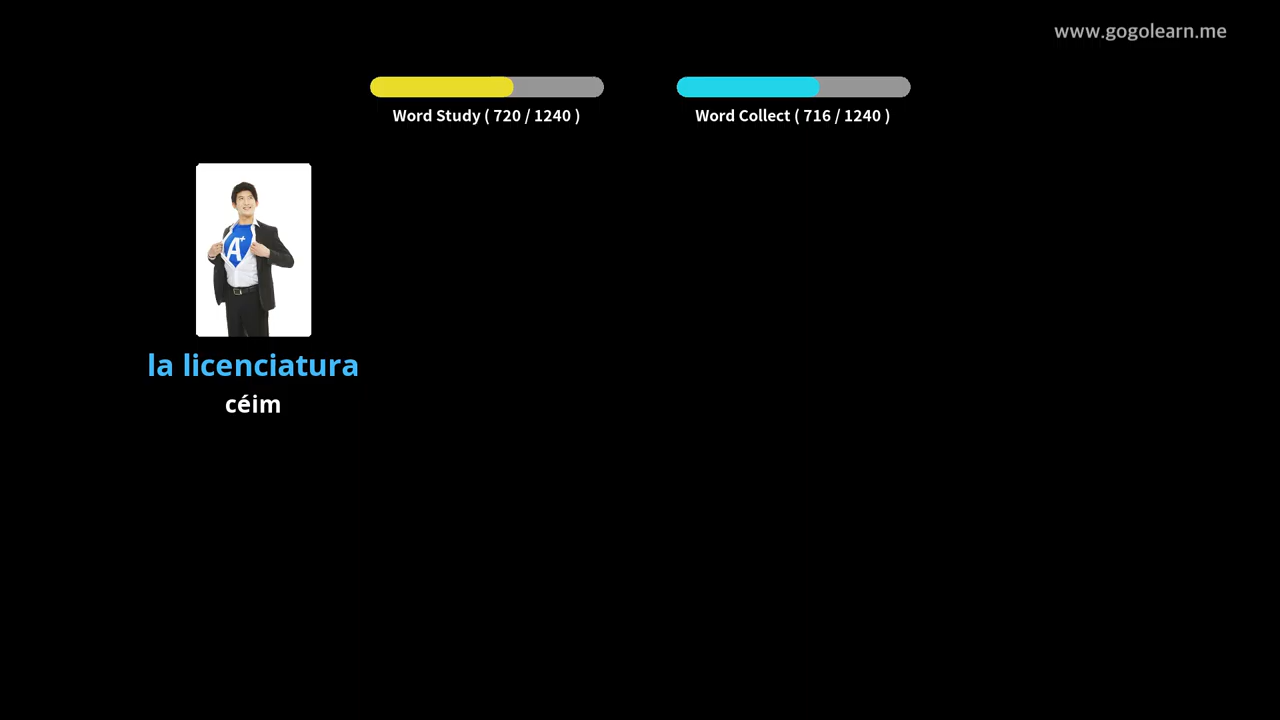 www.gogolearn.me
Word Study ( 720 / 1240 )
Word Collect ( 716 / 1240 )
A+
la licenciatura
céim